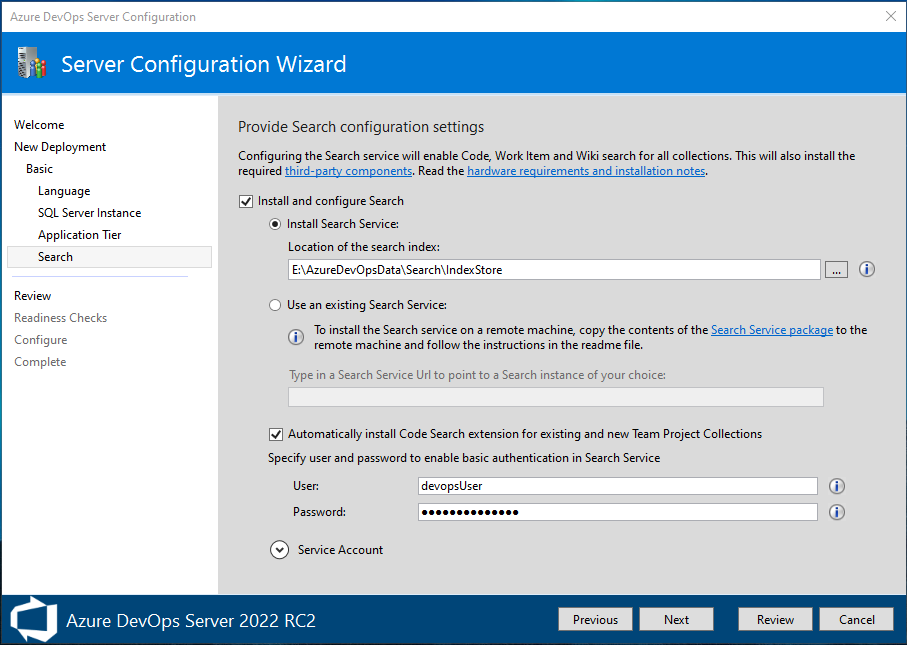 Azure DevOps Server Configuration
Server Configuration Wizard
Welcome
New Deployment
Basic
Language
SQL Server Instance
Application Tier
Search
Review
Readiness Checks
Configure
Complete
Provide Search configuration settings
Configuring the Search service will enable Code, Work Item and Wiki search for all collections. This will also install the
required third-party components. Read the hardware requirements and installation notes.
Install and configure Search
Install Search Service:
Location of the search index:
E:\AzureDevOpsData\Search\IndexStore
...
Use an existing Search Service:
To install the Search service on a remote machine, copy the contents of the Search Service package to the
remote machine and follow the instructions in the readme file.
Type in a Search Service Url to point to a Search instance of your choice:
Automatically install Code Search extension for existing and new Team Project Collections
Specify user and password to enable basic authentication in Search Service
User:
devopsUser
Password:
●●●●●●●●●●●●●●
Service Account
Azure DevOps Server 2022 RC2
Previous
Next
Review
Cancel